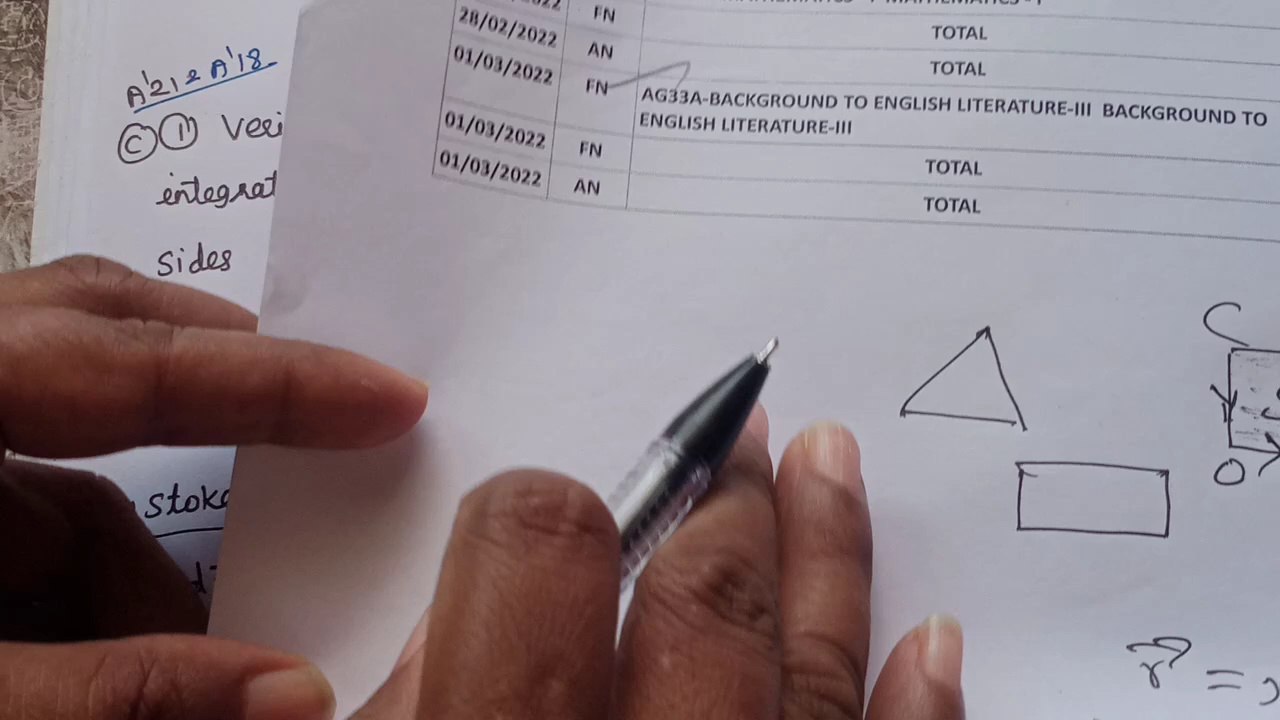 FN
28/02/2022 AN TOTAL
01/03/2022 FN TOTAL
AG33A-BACKGROUND TO ENGLISH LITERATURE-III BACKGROUND TO
ENGLISH LITERATURE-III
01/03/2022 FN TOTAL
01/03/2022 AN TOTAL
A'21 & A'18
C 1 Veri
integrat
sides
stoke
C
O
r =